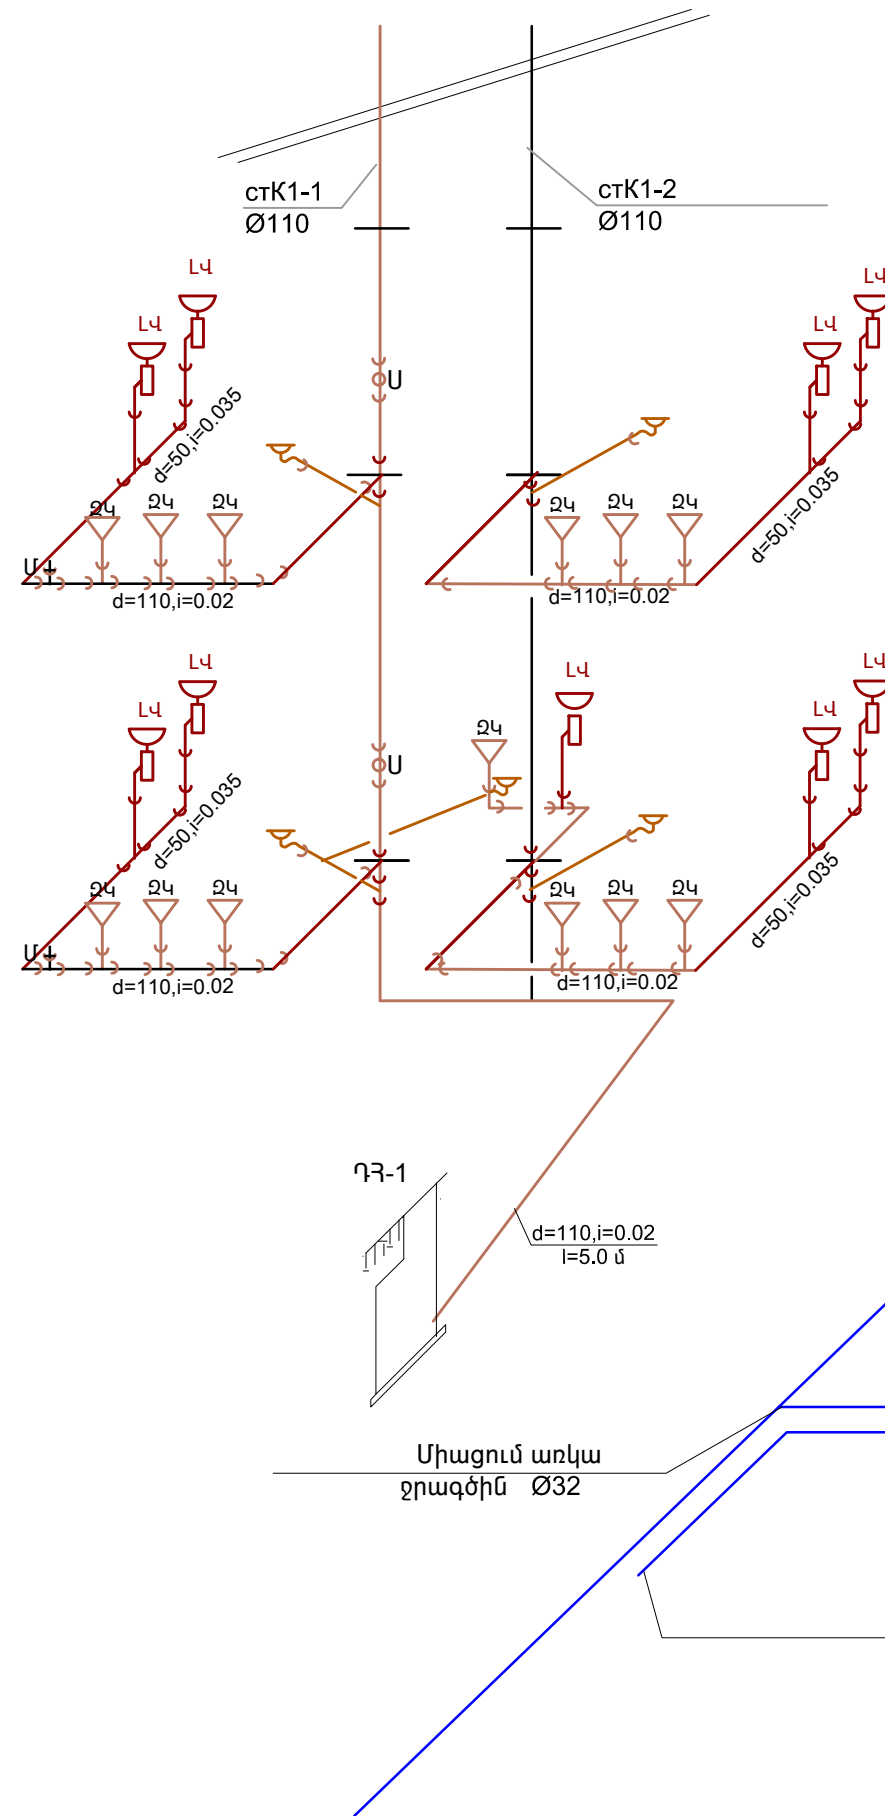 стК1-1
Ø110
стК1-2
Ø110
ԼՎ
ԼՎ
ԼՎ
ԼՎ
Ս
d=50,i=0.035
d=50,i=0.035
ԶԿ
ԶԿ
ԶԿ
ԶԿ
ԶԿ
ԶԿ
Մ
d=110,i=0.02
d=110,i=0.02
ԼՎ
ԼՎ
ԼՎ
ԼՎ
ԼՎ
ԶԿ
Ս
d=50,i=0.035
d=50,i=0.035
ԶԿ
ԶԿ
ԶԿ
ԶԿ
ԶԿ
ԶԿ
Մ
d=110,i=0.02
d=110,i=0.02
ԴՀ-1
d=110,i=0.02
l=5.0 մ
Միացում առկա
ջրագծին Ø32